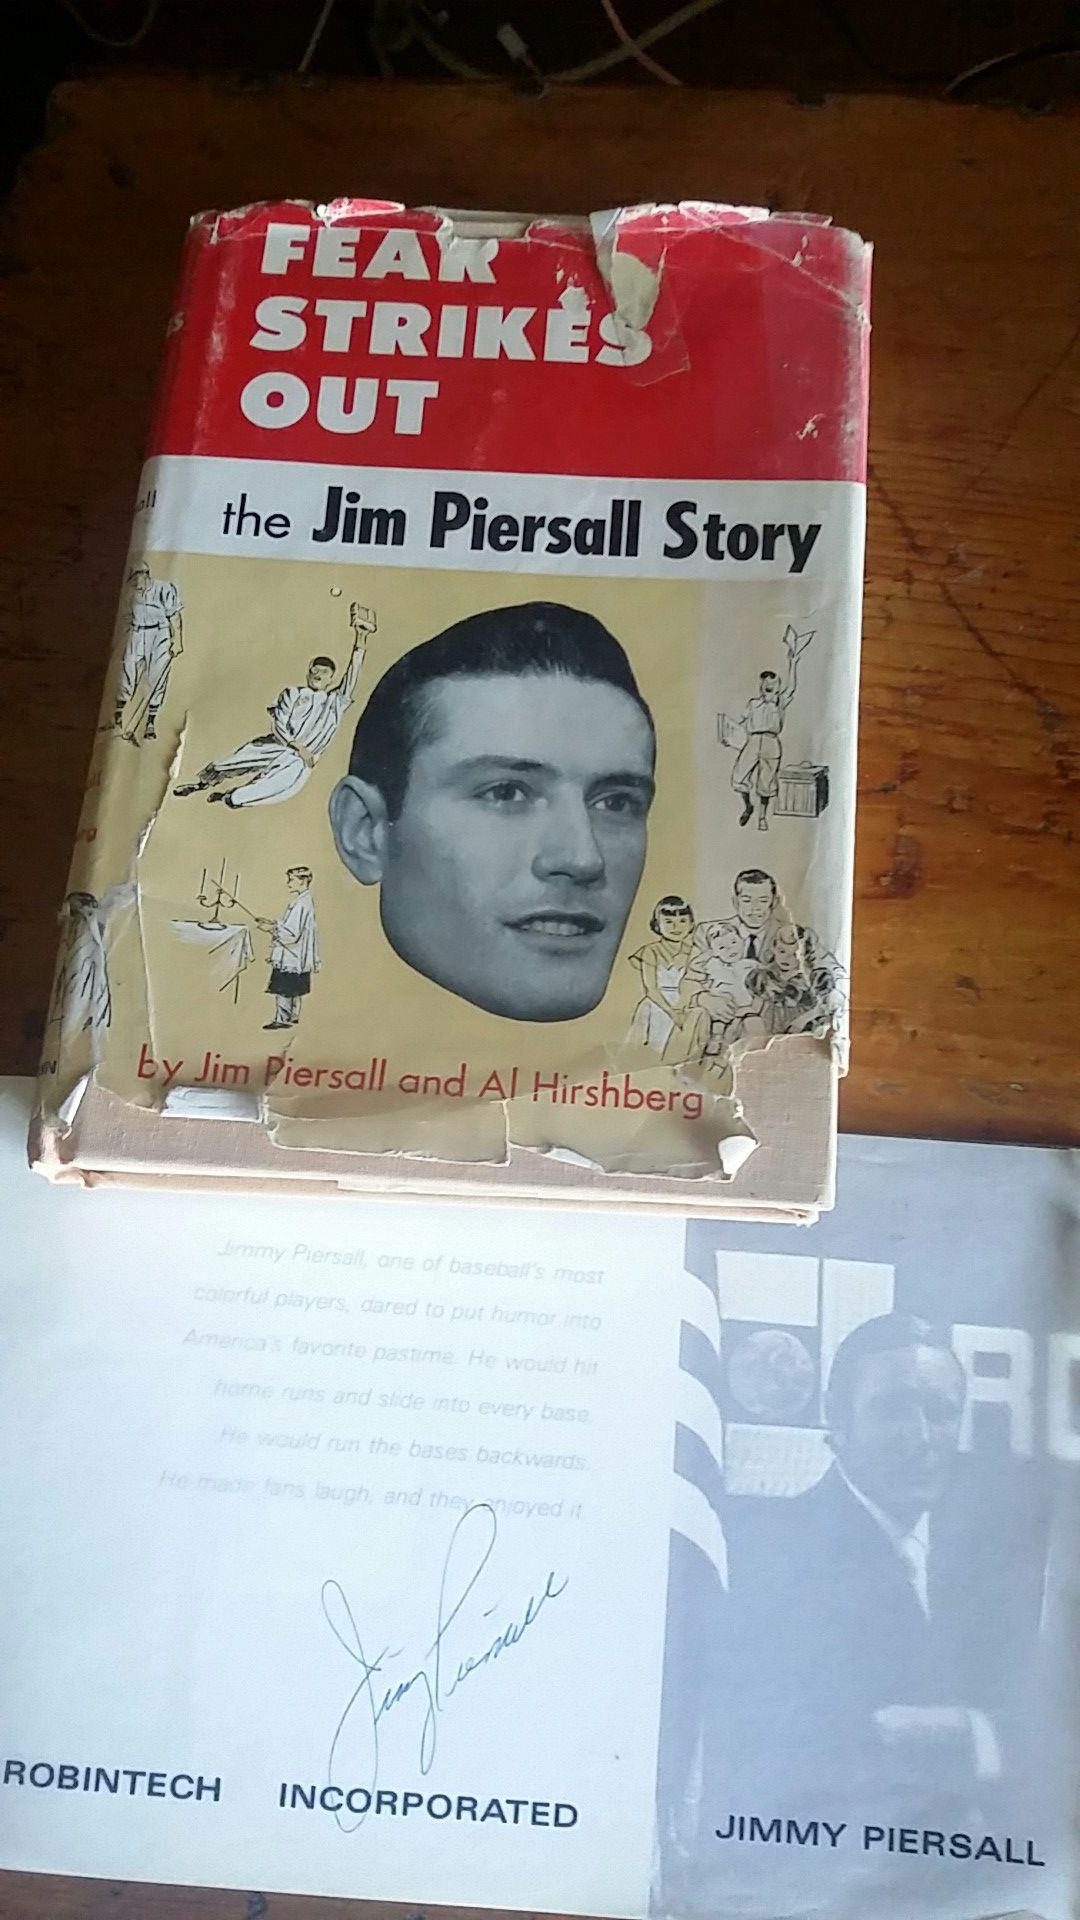 FEAR
STRIKES
OUT
the Jim Piersall Story
by Jim Piersall and Al Hirshberg
Jimmy Piersall, one of baseball's most
colorful players, dared to put humor into
America's favorite pastime. He would hit
home runs and slide into every base.
He would run the bases backwards.
He made fans laugh, and they enjoyed it.
Jimmy Piersall
ROBINTECH INCORPORATED
JIMMY PIERSALL